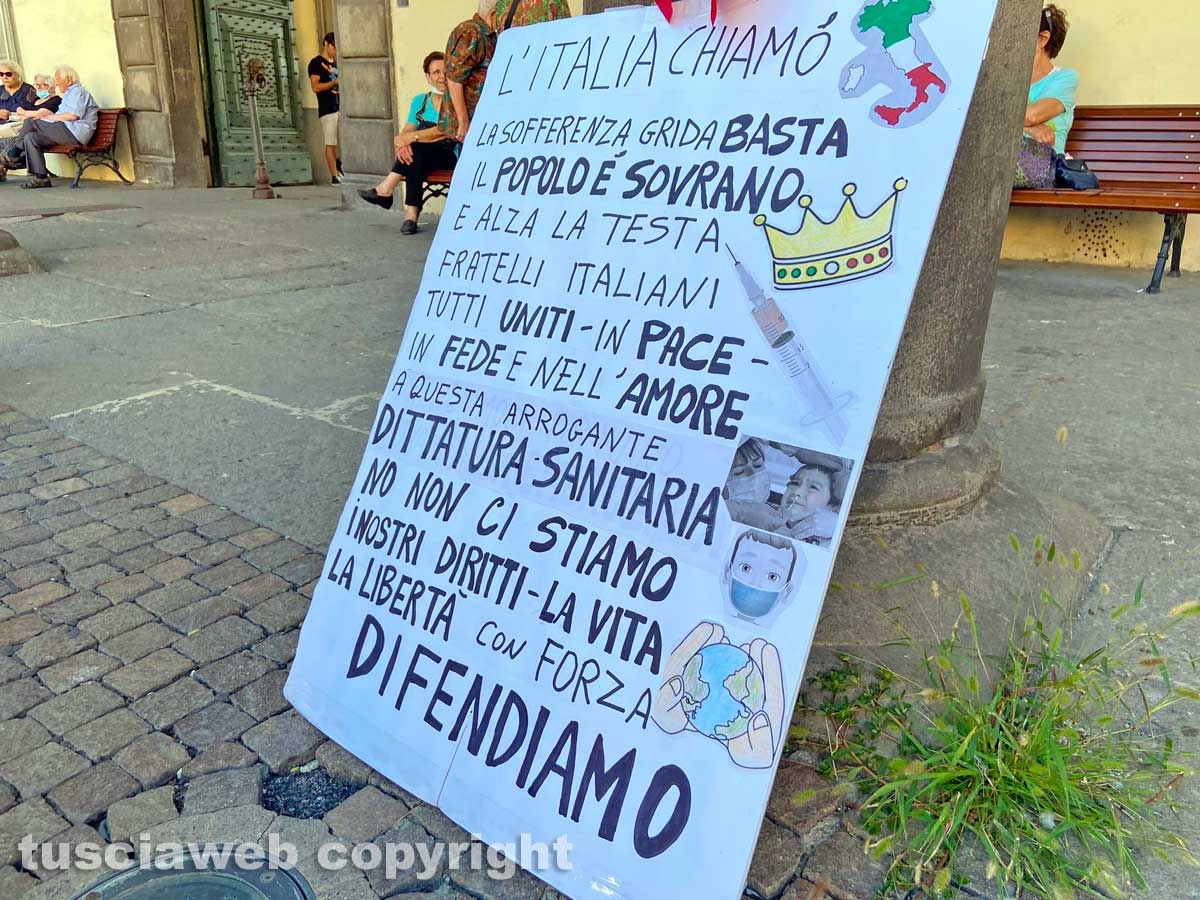 L'ITALIA CHIAMÓ
LA SOFFERENZA GRIDA BASTA
IL POPOLO É SOVRANO
E ALZA LA TESTA
FRATELLI ITALIANI
TUTTI UNITI - IN PACE -
IN FEDE E NELL'AMORE
A QUESTA ARROGANTE
DITTATURA-SANITARIA
NO NON CI STIAMO
i NOSTRI DIRITTI - LA VITA
LA LIBERTÀ CON FORZA
DIFENDIAMO
tusciaweb copyright